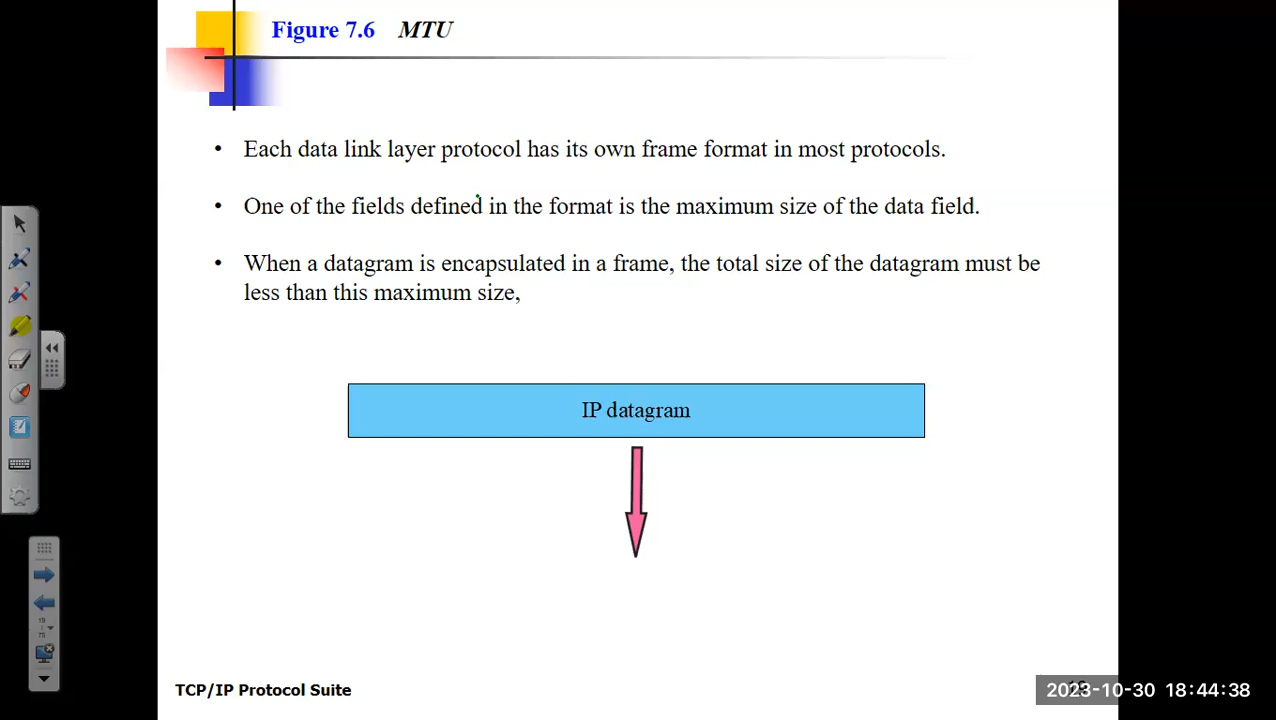 Figure 7.6 MTU
• Each data link layer protocol has its own frame format in most protocols.
• One of the fields defined in the format is the maximum size of the data field.
• When a datagram is encapsulated in a frame, the total size of the datagram must be
less than this maximum size,
IP datagram
19
/
75
TCP/IP Protocol Suite
2023-10-30 18:44:38